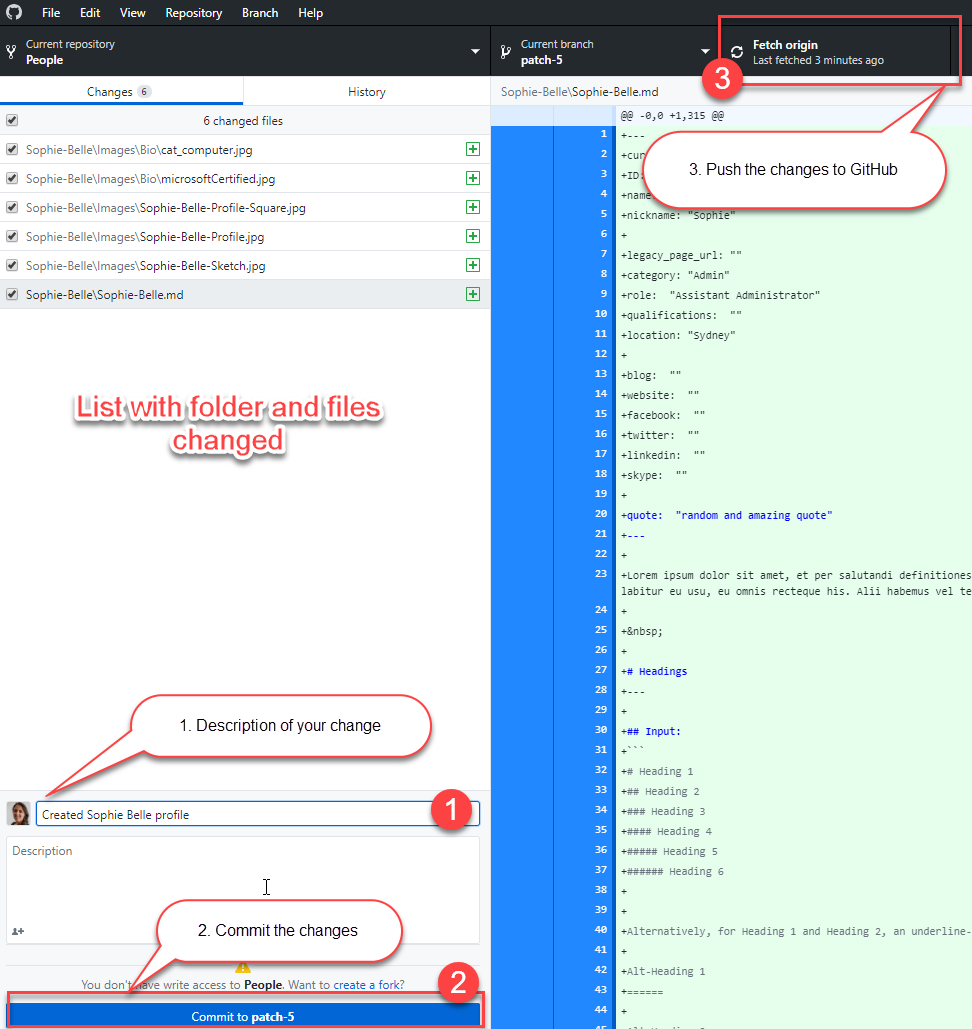 File Edit View Repository Branch Help
Current repository
People
Current branch
patch-5
Fetch origin
Last fetched 3 minutes ago
3
Changes 6
History
6 changed files
Sophie-Belle\Images\Bio\cat_computer.jpg
Sophie-Belle\Images\Bio\microsoftCertified.jpg
Sophie-Belle\Images\Sophie-Belle-Profile-Square.jpg
Sophie-Belle\Images\Sophie-Belle-Profile.jpg
Sophie-Belle\Images\Sophie-Belle-Sketch.jpg
Sophie-Belle\Sophie-Belle.md
List with folder and files
changed
1. Description of your change
Created Sophie Belle profile
1
Description
2. Commit the changes
You don't have write access to People. Want to create a fork?
2
Commit to patch-5
Sophie-Belle\Sophie-Belle.md
3. Push the changes to GitHub
@@ -0,0 +1,315 @@
1 +---
2 +cur
3 +ID:
4 +name
5 +nickname: "Sophie"
6 +
7 +legacy_page_url: ""
8 +category: "Admin"
9 +role:  "Assistant Administrator"
10 +qualifications:  ""
11 +location: "Sydney"
12 +
13 +blog:  ""
14 +website:  ""
15 +facebook:  ""
16 +twitter:  ""
17 +linkedin:  ""
18 +skype:  ""
19 +
20 +quote:  "random and amazing quote"
21 +---
22 +
23 +Lorem ipsum dolor sit amet, et per salutandi definitiones
labitur eu usu, eu omnis recteque his. Alii habemus vel te
24 +
25 +&nbsp;
26 +
27 +# Headings
28 +---
29 +
30 +## Input:
31 +```
32 +# Heading 1
33 +## Heading 2
34 +### Heading 3
35 +#### Heading 4
36 +##### Heading 5
37 +###### Heading 6
38 +
39 +
40 +Alternatively, for Heading 1 and Heading 2, an underline-
41 +
42 +Alt-Heading 1
43 +======
44 +